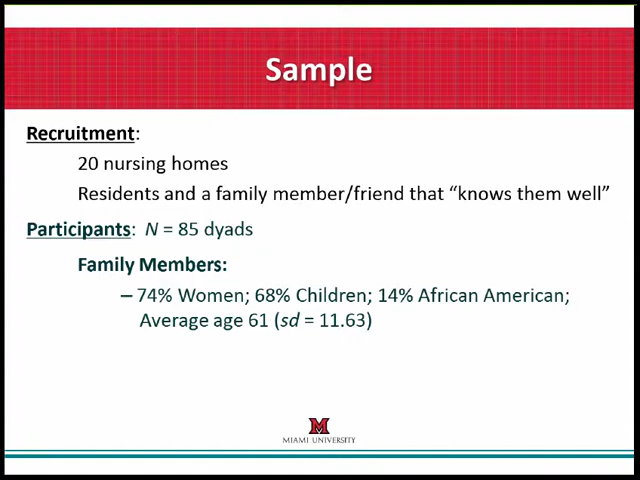 Sample
Recruitment:
20 nursing homes
Residents and a family member/friend that “knows them well”
Participants: N = 85 dyads
Family Members:
– 74% Women; 68% Children; 14% African American;
Average age 61 (sd = 11.63)
M
MIAMI UNIVERSITY